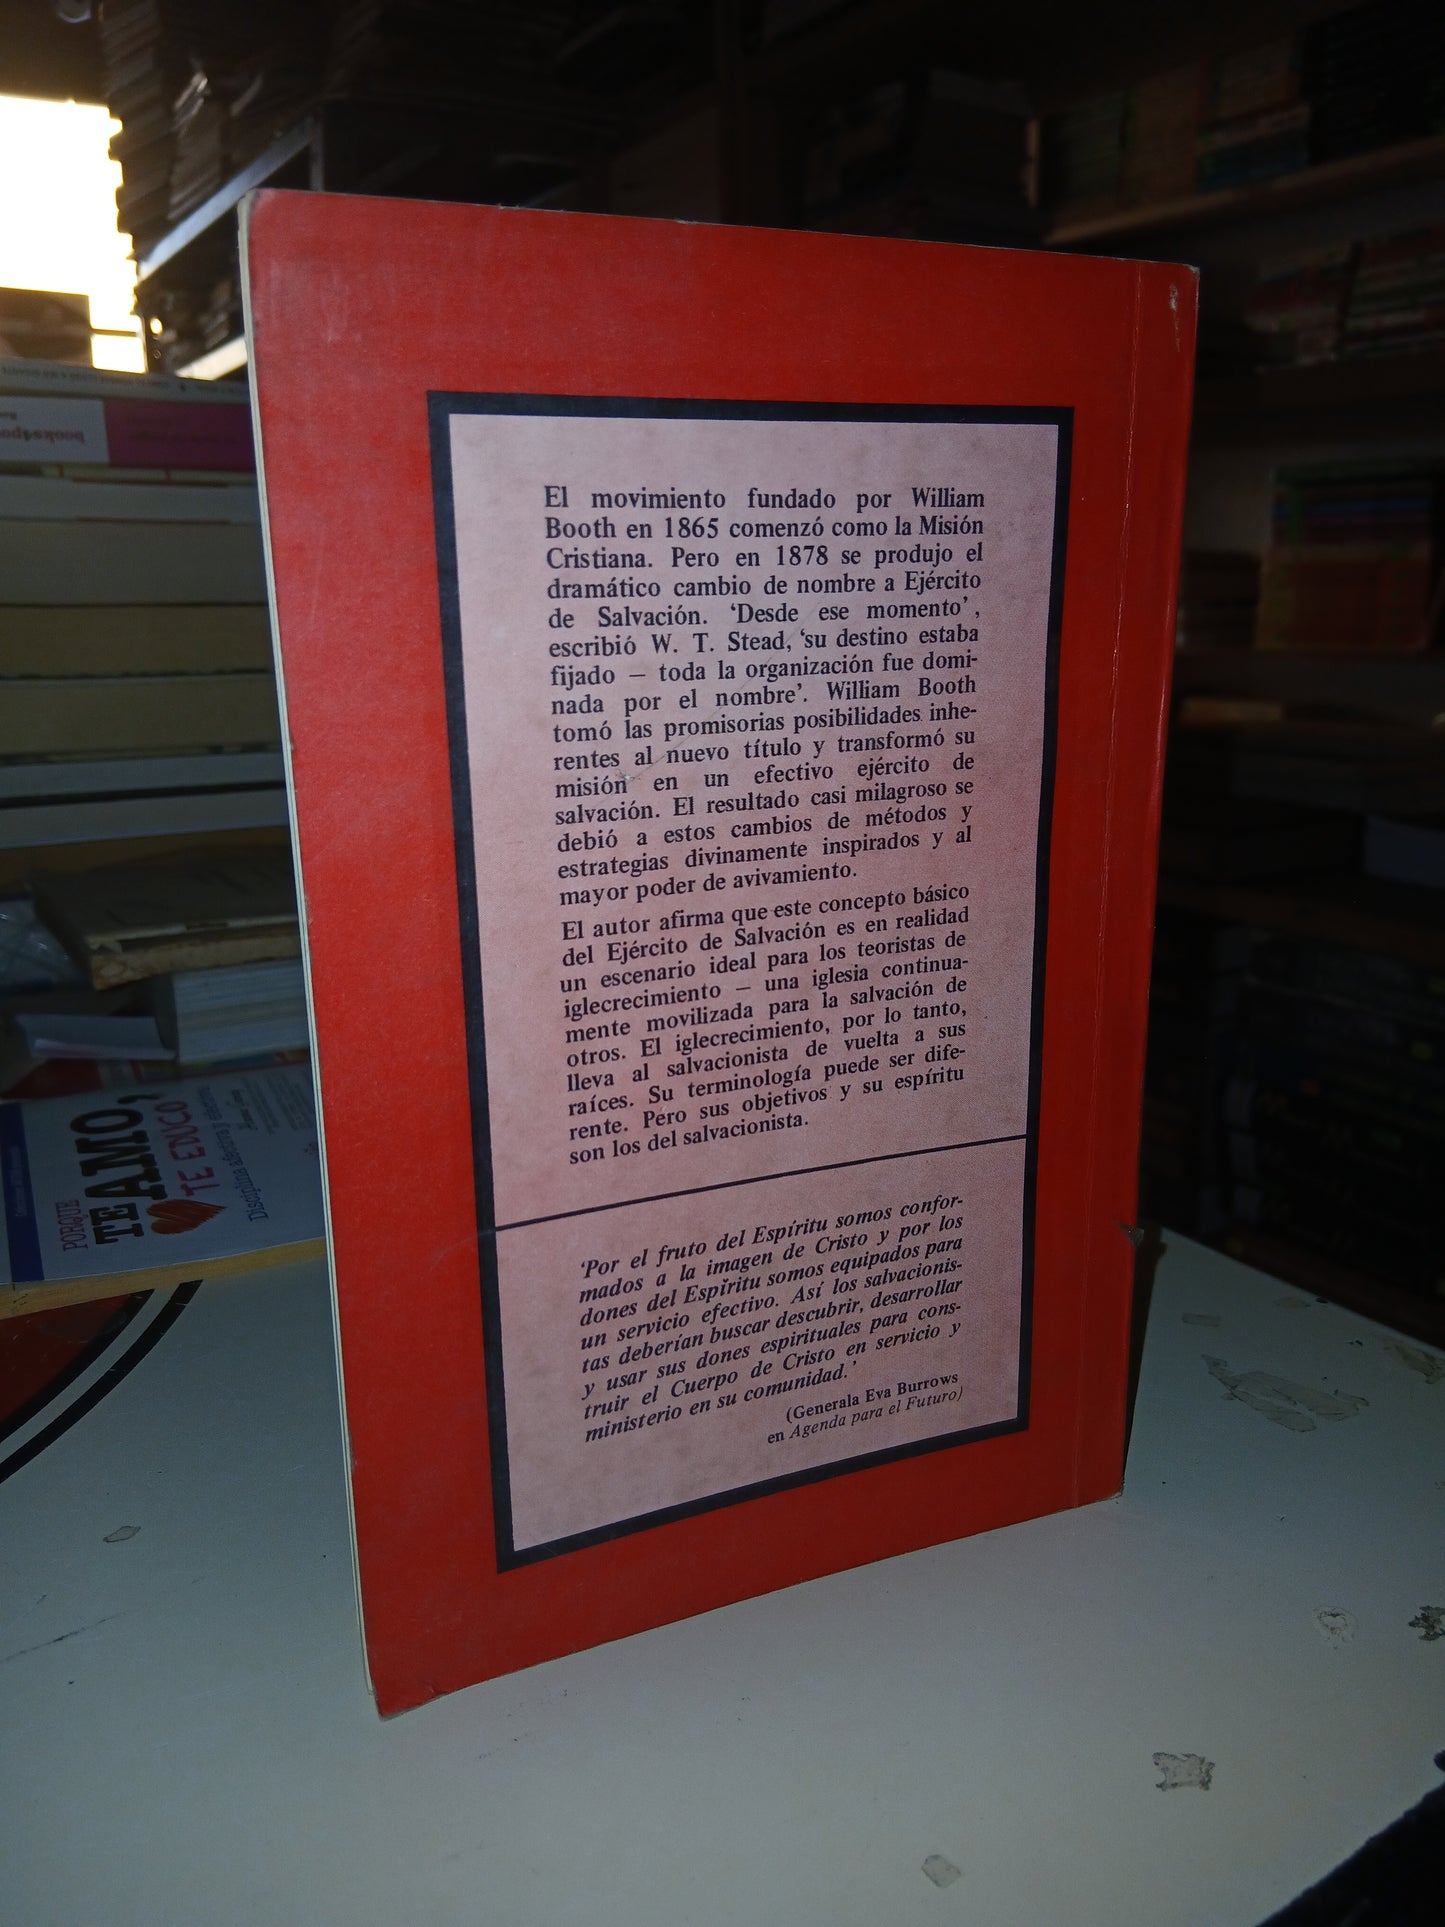 El movimiento fundado por William
Booth en 1865 comenzó como la Misión
Cristiana. Pero en 1878 se produjo el
dramático cambio de nombre a Ejército
de Salvación. ‘Desde ese momento’,
escribió W. T. Stead, ‘su destino estaba
fijado — toda la organización fue domi-
nada por el nombre’. William Booth
tomó las promisorias posibilidades inhe-
rentes al nuevo título y transformó su
misión en un efectivo ejército de
salvación. El resultado casi milagroso se
debió a estos cambios de métodos y
estrategias divinamente inspirados y al
mayor poder de avivamiento.
El autor afirma que este concepto básico
del Ejército de Salvación es en realidad
un escenario ideal para los teoristas de
iglecrecimiento — una iglesia continua-
mente movilizada para la salvación de
otros. El iglecrecimiento, por lo tanto,
lleva al salvacionista de vuelta a sus
raíces. Su terminología puede ser dife-
rente. Pero sus objetivos y su espíritu
son los del salvacionista.
‘Por el fruto del Espíritu somos confor-
mados a la imagen de Cristo y por los
dones del Espíritu somos equipados para
un servicio efectivo. Así los salvacionis-
tas deberían buscar descubrir, desarrollar
y usar sus dones espirituales para cons-
truir el Cuerpo de Cristo en servicio y
ministerio en su comunidad.’
(Generala Eva Burrows
en Agenda para el Futuro)
PORQUE
TE AMO,
TE EDUCO
Disciplina afectiva y efectiva
book4pook